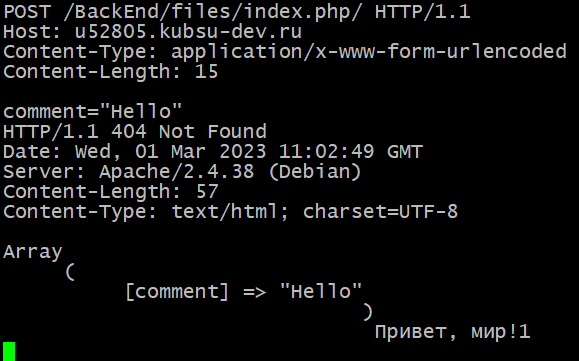 POST /BackEnd/files/index.php/ HTTP/1.1
Host: u52805.kubsu-dev.ru
Content-Type: application/x-www-form-urlencoded
Content-Length: 15

comment="Hello"
HTTP/1.1 404 Not Found
Date: Wed, 01 Mar 2023 11:02:49 GMT
Server: Apache/2.4.38 (Debian)
Content-Length: 57
Content-Type: text/html; charset=UTF-8

Array
(
[comment] => "Hello"
)
Привет, мир!1